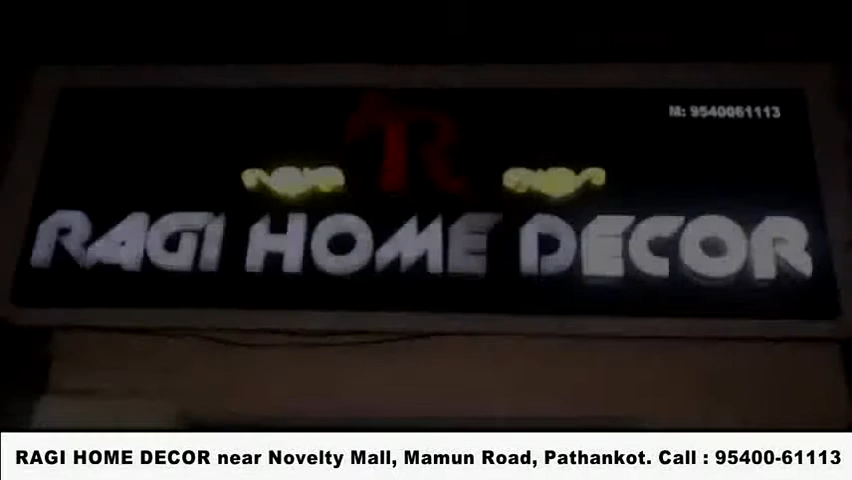 M: 9540061113
R
RAGI HOME DECOR
RAGI HOME DECOR near Novelty Mall, Mamun Road, Pathankot. Call : 95400-61113